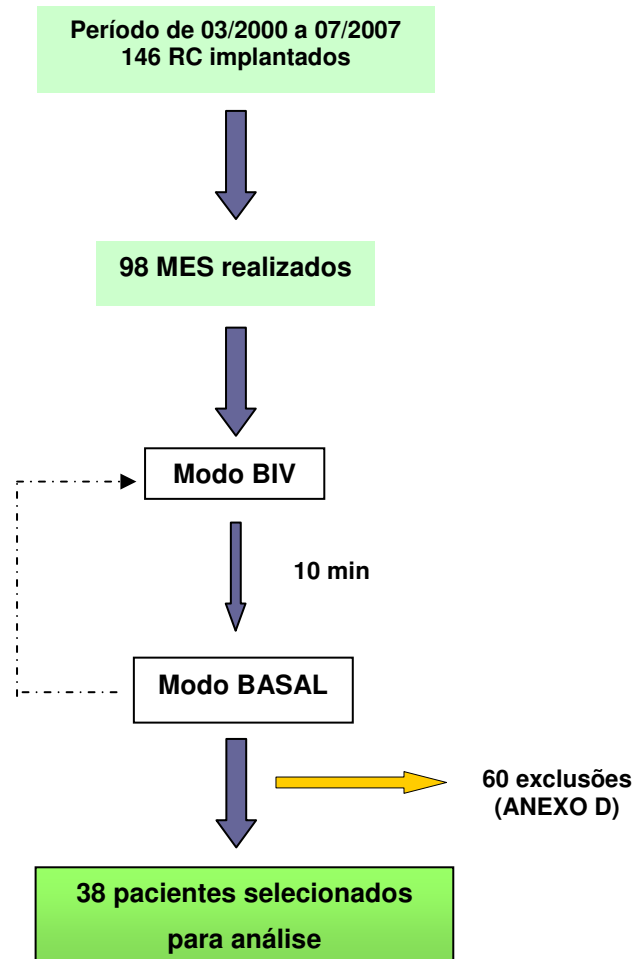 Período de 03/2000 a 07/2007
146 RC implantados
98 MES realizados
Modo BIV
10 min
Modo BASAL
60 exclusões
(ANEXO D)
38 pacientes selecionados
para análise